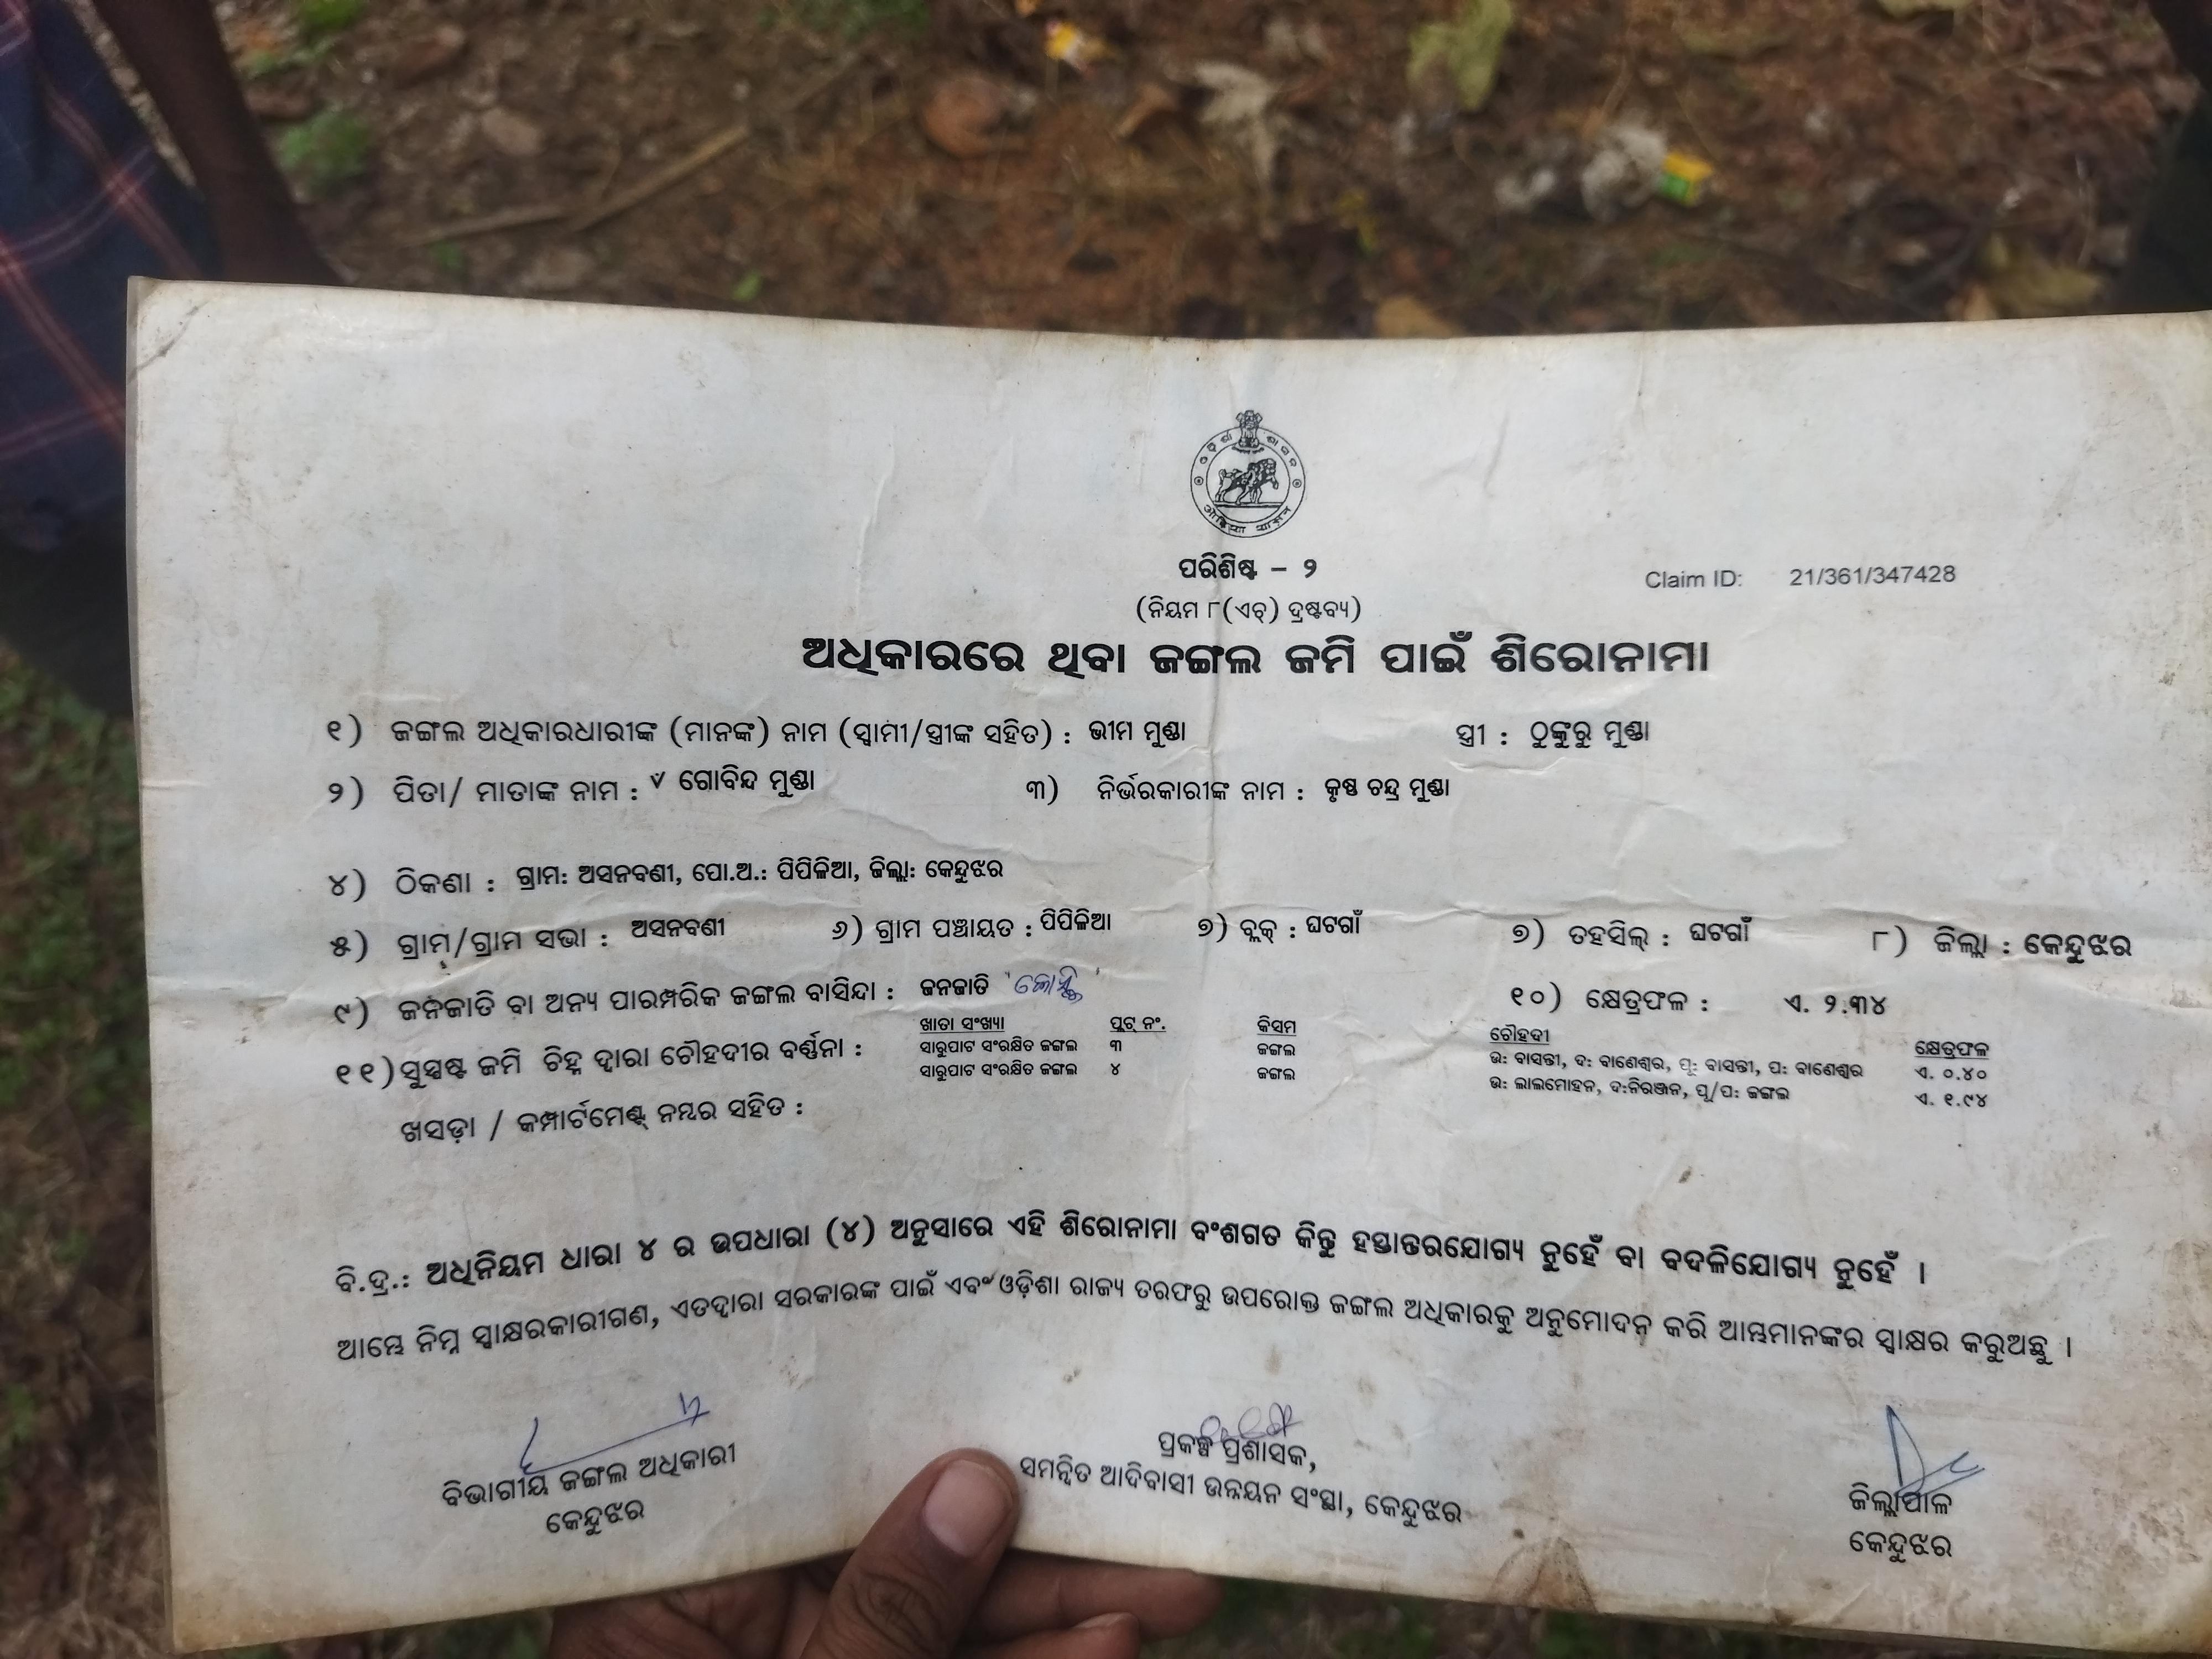 ପରିଶିଷ୍ଟ – ୨
Claim ID: 21/361/347428
(ନିୟମ ୮(ଏଚ୍) ଦ୍ରଷ୍ଟବ୍ୟ)
ଅଧିକାରରେ ଥିବା ଜଙ୍ଗଲ ଜମି ପାଇଁ ଶିରୋନାମା
୧) ଜଙ୍ଗଲ ଅଧିକାରଧାରୀଙ୍କ (ମାନଙ୍କ) ନାମ (ସ୍ୱାମୀ/ସ୍ତ୍ରୀଙ୍କ ସହିତ) : ଭୀମ ମୁଣ୍ଡା ସ୍ତ୍ରୀ : ଠୁଙ୍କୁରୁ ମୁଣ୍ଡା
୨) ପିତା/ ମାତାଙ୍କ ନାମ : ଗୋବିନ୍ଦ ମୁଣ୍ଡା ୩) ନିର୍ଭରକାରୀଙ୍କ ନାମ : କୃଷ୍ଣ ଚନ୍ଦ୍ର ମୁଣ୍ଡା
୪) ଠିକଣା : ଗ୍ରାମ: ଅସନବଣୀ, ପୋ.ଅ.: ପିପିଳିଆ, ଜିଲ୍ଲା: କେନ୍ଦୁଝର
୫) ଗ୍ରାମ/ଗ୍ରାମ ସଭା : ଅସନବଣୀ ୬) ଗ୍ରାମ ପଞ୍ଚାୟତ : ପିପିଳିଆ ୭) ବ୍ଲକ୍ : ଘଟଗାଁ ୭) ତହସିଲ୍ : ଘଟଗାଁ ୮) ଜିଲ୍ଲା : କେନ୍ଦୁଝର
୯) ଜନଜାତି ବା ଅନ୍ୟ ପାରମ୍ପରିକ ଜଙ୍ଗଲ ବାସିନ୍ଦା : ଜନଜାତି ୧୦) କ୍ଷେତ୍ରଫଳ : ଏ. ୨.୩୪
୧୧) ସୁସ୍ପଷ୍ଟ ଜମି ଚିହ୍ନ ଦ୍ୱାରା ଚୌହଦୀର ବର୍ଣ୍ଣନା :
ଖସଡ଼ା / କମ୍ପାର୍ଟମେଣ୍ଟ୍ ନମ୍ବର ସହିତ :
ଖାତା ସଂଖ୍ୟା ପ୍ଲଟ୍ ନଂ. କିସମ ଚୌହଦୀ କ୍ଷେତ୍ରଫଳ
ସାରୁପାଟ ସଂରକ୍ଷିତ ଜଙ୍ଗଲ ୩ ଜଙ୍ଗଲ ଉ: ବାସନ୍ତୀ, ଦ: ବାଣେଶ୍ୱର, ପୂ: ବାସନ୍ତୀ, ପ: ବାଣେଶ୍ୱର ଏ. ୦.୪୦
ସାରୁପାଟ ସଂରକ୍ଷିତ ଜଙ୍ଗଲ ୪ ଜଙ୍ଗଲ ଉ: ଲାଲମୋହନ, ଦ:ନିରଞ୍ଜନ, ପୂ/ପ: ଜଙ୍ଗଲ ଏ. ୧.୯୪
ବି.ଦ୍ର.: ଅଧିନିୟମ ଧାରା ୪ ର ଉପଧାରା (୪) ଅନୁସାରେ ଏହି ଶିରୋନାମା ବଂଶଗତ କିନ୍ତୁ ହସ୍ତାନ୍ତରଯୋଗ୍ୟ ନୁହେଁ ବା ବଦଳିଯୋଗ୍ୟ ନୁହେଁ ।
ଆମ୍ଭେ ନିମ୍ନ ସ୍ୱାକ୍ଷରକାରୀଗଣ, ଏତଦ୍ୱାରା ସରକାରଙ୍କ ପାଇଁ ଏବଂ ଓଡ଼ିଶା ରାଜ୍ୟ ତରଫରୁ ଉପରୋକ୍ତ ଜଙ୍ଗଲ ଅଧିକାରକୁ ଅନୁମୋଦନ କରି ଆମ୍ଭମାନଙ୍କର ସ୍ୱାକ୍ଷର କରୁଅଛୁ ।
ବିଭାଗୀୟ ଜଙ୍ଗଲ ଅଧିକାରୀ
କେନ୍ଦୁଝର
ପ୍ରକଳ୍ପ ପ୍ରଶାସକ,
ସମନ୍ୱିତ ଆଦିବାସୀ ଉନ୍ନୟନ ସଂସ୍ଥା, କେନ୍ଦୁଝର
ଜିଲ୍ଲାପାଳ
କେନ୍ଦୁଝର